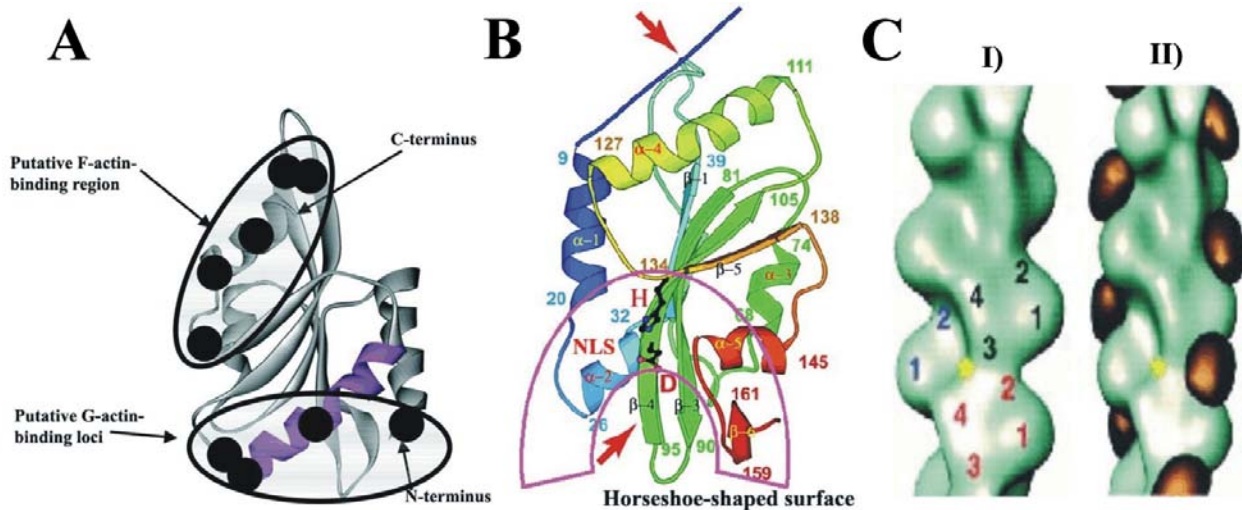 A
Putative F-actin-
binding region
C-terminus
Putative G-actin-
binding loci
N-terminus
B
111
127
α-4
9
39
β-1
81
105
138
74
α-1
134
β-5
α-3
20
H
32
68
NLS
α-5
145
α-2
D
161
26
β-4
β-3
β-6
95
90
159
Horseshoe-shaped surface
C
I)
II)
2
4
1
2
3
1
2
4
1
3